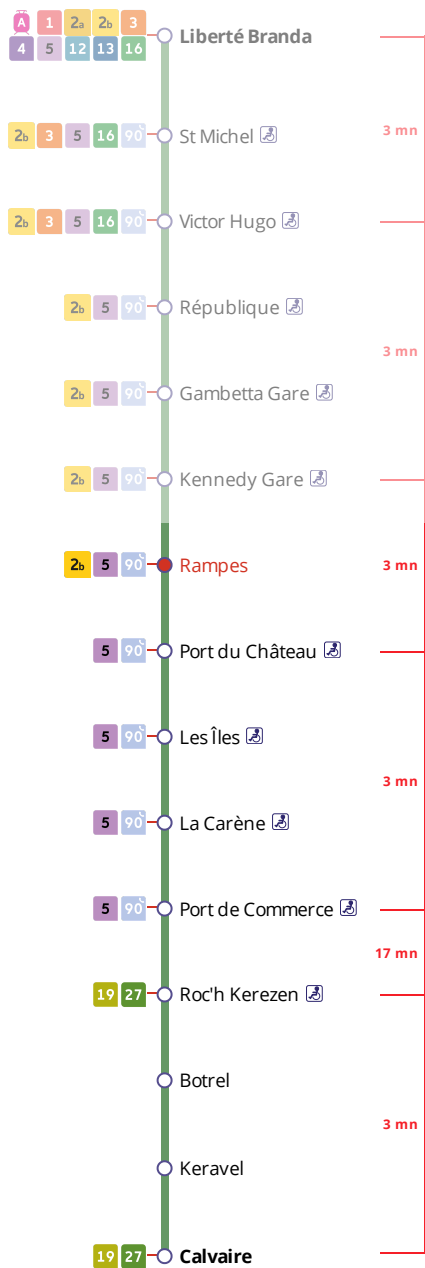 A 1 2a 2b 3
4 5 12 13 16 Liberté Branda
3 mn
2b 3 5 16 90 St Michel
2b 3 5 16 90 Victor Hugo
2b 5 90 République
3 mn
2b 5 90 Gambetta Gare
2b 5 90 Kennedy Gare
2b 5 90 Rampes 3 mn
5 90 Port du Château
5 90 Les Îles
3 mn
5 90 La Carène
5 90 Port de Commerce
17 mn
19 27 Roc'h Kerezen
Botrel
3 mn
Keravel
19 27 Calvaire